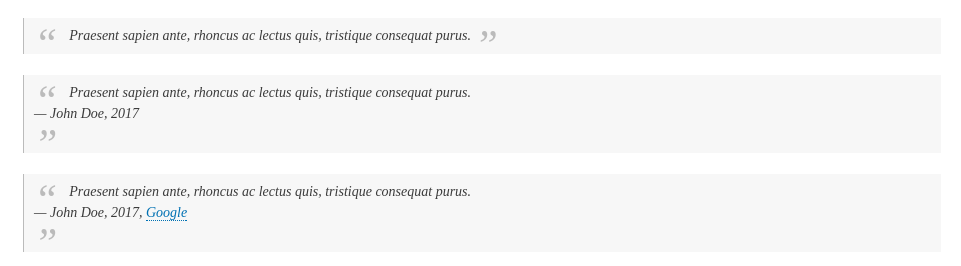 “ Praesent sapien ante, rhoncus ac lectus quis, tristique consequat purus. ”
“ Praesent sapien ante, rhoncus ac lectus quis, tristique consequat purus.
— John Doe, 2017
”
“ Praesent sapien ante, rhoncus ac lectus quis, tristique consequat purus.
— John Doe, 2017, Google
”